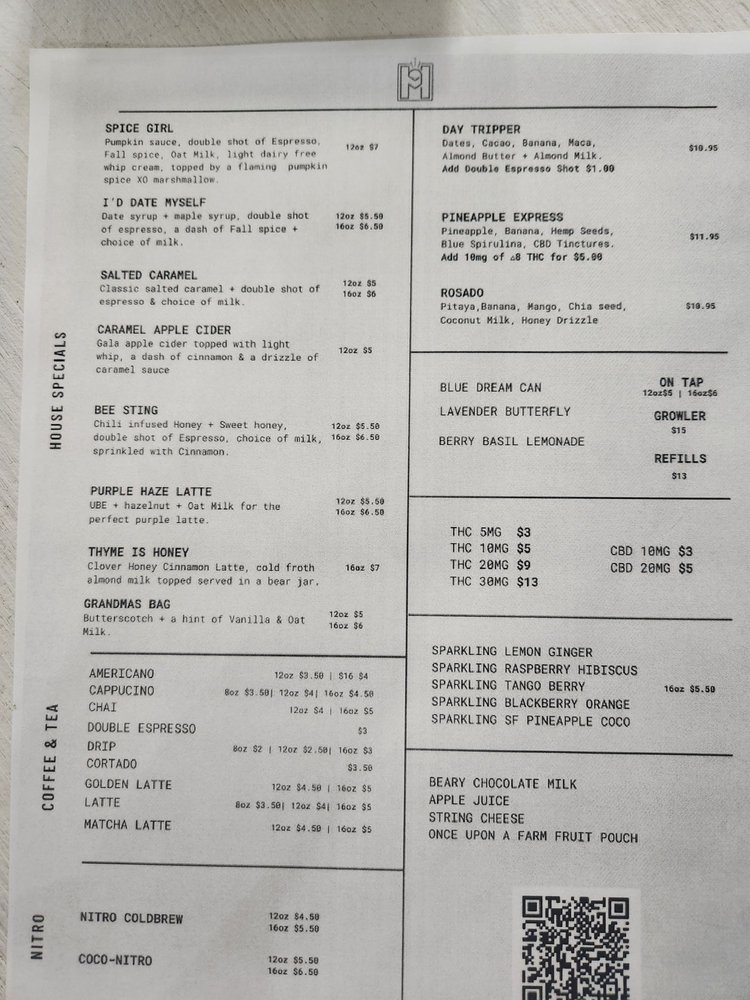 HOUSE SPECIALS
SPICE GIRL
Pumpkin sauce, double shot of Espresso, 12oz $7
Fall spice, Oat Milk, light dairy free
whip cream, topped by a flaming pumpkin
spice XO marshmallow.
I'D DATE MYSELF
Date syrup + maple syrup, double shot 12oz $5.50
of espresso, a dash of Fall spice + 16oz $6.50
choice of milk.
SALTED CARAMEL
Classic salted caramel + double shot of 12oz $5
espresso & choice of milk. 16oz $6
CARAMEL APPLE CIDER
Gala apple cider topped with light
whip, a dash of cinnamon & a drizzle of 12oz $5
caramel sauce
BEE STING
Chili infused Honey + Sweet honey, 12oz $5.50
double shot of Espresso, choice of milk, 16oz $6.50
sprinkled with Cinnamon.
PURPLE HAZE LATTE
UBE + hazelnut + Oat Milk for the 12oz $5.50
perfect purple latte. 16oz $6.50
THYME IS HONEY
Clover Honey Cinnamon Latte, cold froth 16oz $7
almond milk topped served in a bear jar.
GRANDMAS BAG
Butterscotch + a hint of Vanilla & Oat 12oz $5
Milk. 16oz $6
COFFEE & TEA
AMERICANO 12oz $3.50 | $16 $4
CAPPUCINO 8oz $3.50| 12oz $4| 16oz $4.50
CHAI 12oz $4 | 16oz $5
DOUBLE ESPRESSO $3
DRIP 8oz $2 | 12oz $2.50| 16oz $3
CORTADO $3.50
GOLDEN LATTE 12oz $4.50 | 16oz $5
LATTE 8oz $3.50| 12oz $4| 16oz $5
MATCHA LATTE 12oz $4.50 | 16oz $5
NITRO
NITRO COLDBREW 12oz $4.50
16oz $5.50
COCO-NITRO 12oz $5.50
16oz $6.50
DAY TRIPPER
Dates, Cacao, Banana, Maca, $10.95
Almond Butter + Almond Milk.
Add Double Espresso Shot $1.00
PINEAPPLE EXPRESS
Pineapple, Banana, Hemp Seeds, $11.95
Blue Spirulina, CBD Tinctures.
Add 10mg of △8 THC for $5.00
ROSADO
Pitaya,Banana, Mango, Chia seed, $10.95
Coconut Milk, Honey Drizzle
BLUE DREAM CAN
LAVENDER BUTTERFLY
BERRY BASIL LEMONADE
ON TAP
12oz$5 | 16oz$6
GROWLER
$15
REFILLS
$13
THC 5MG $3
THC 10MG $5
THC 20MG $9
THC 30MG $13
CBD 10MG $3
CBD 20MG $5
SPARKLING LEMON GINGER
SPARKLING RASPBERRY HIBISCUS
SPARKLING TANGO BERRY 16oz $5.50
SPARKLING BLACKBERRY ORANGE
SPARKLING SF PINEAPPLE COCO
BEARY CHOCOLATE MILK
APPLE JUICE
STRING CHEESE
ONCE UPON A FARM FRUIT POUCH